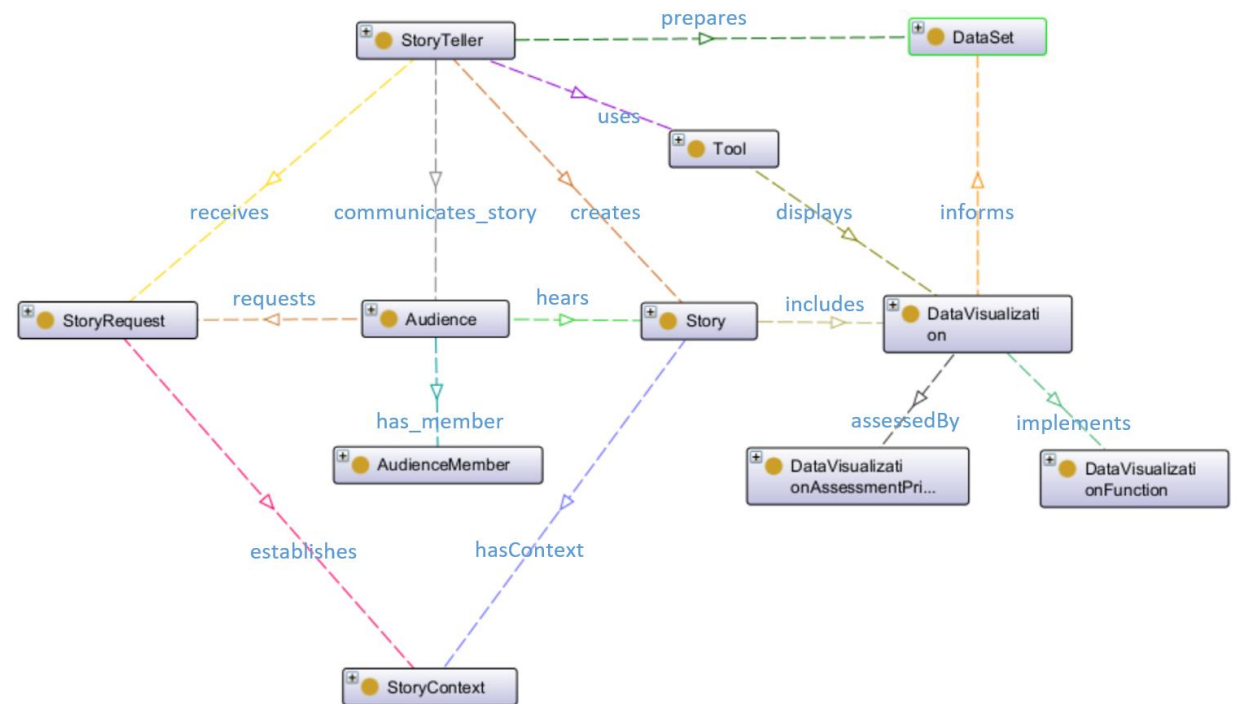 prepares
StoryTeller
DataSet
uses
Tool
receives
communicates_story
creates
displays
informs
requests
hears
includes
StoryRequest
Audience
Story
DataVisualizati
on
has_member
assessedBy
implements
AudienceMember
DataVisualizati
onAssessmentPri...
DataVisualizati
onFunction
establishes
hasContext
StoryContext